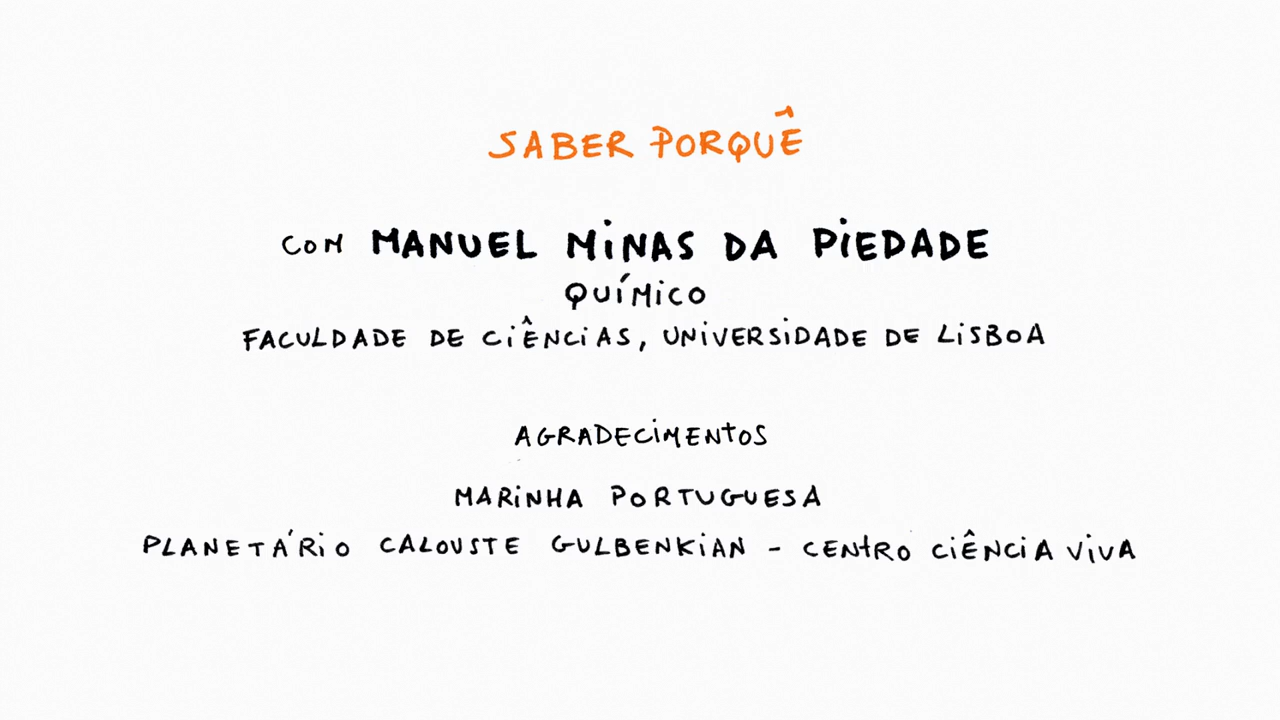 SABER PORQUÊ
COM MANUEL MINAS DA PIEDADE
QUÍMICO
FACULDADE DE CIÊNCIAS, UNIVERSIDADE DE LISBOA
AGRADECIMENTOS
MARINHA PORTUGUESA
PLANETÁRIO CALOUSTE GULBENKIAN - CENTRO CIÊNCIA VIVA